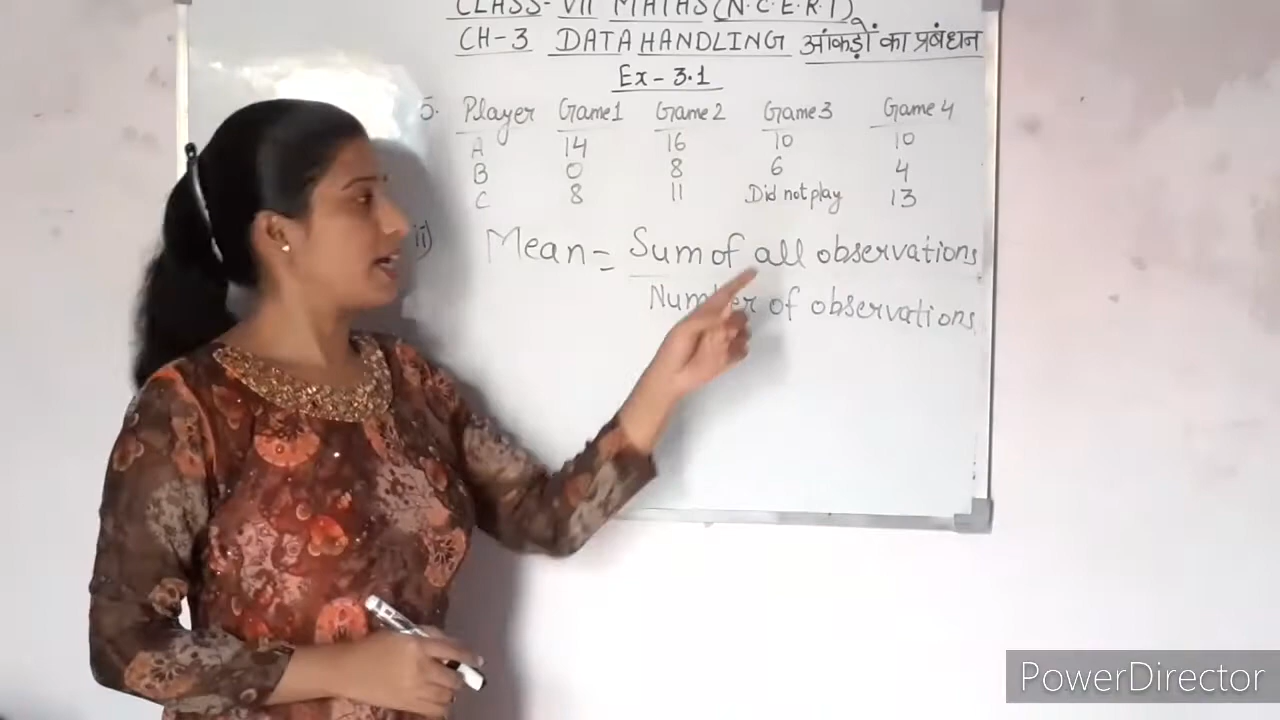 CLASS- VII MATHS (N.C.E.R.T)
CH-3 DATA HANDLING आंकड़ों का प्रबंधन
Ex-3.1
5. Player Game1 Game 2 Game 3 Game 4
A 14 16 10 10
B 0 8 6 4
C 8 11 Did not play 13
ii) Mean = Sum of all observations
Number of observations
PowerDirector